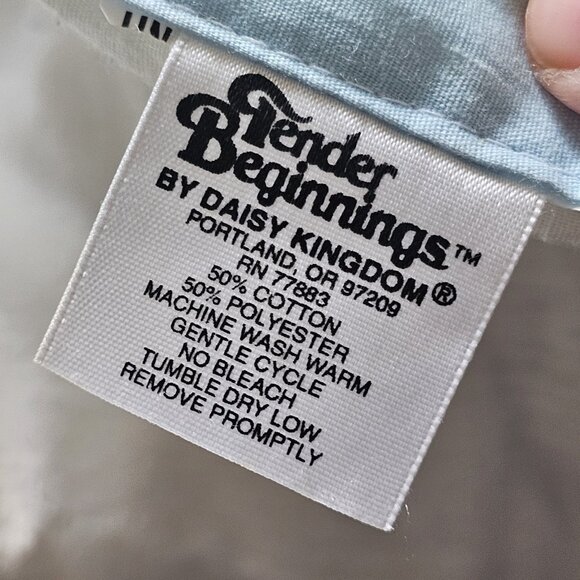 Tender
Beginnings™
BY DAISY KINGDOM®
PORTLAND, OR 97209
RN 77883
50% COTTON
50% POLYESTER
MACHINE WASH WARM
GENTLE CYCLE
NO BLEACH
TUMBLE DRY LOW
REMOVE PROMPTLY